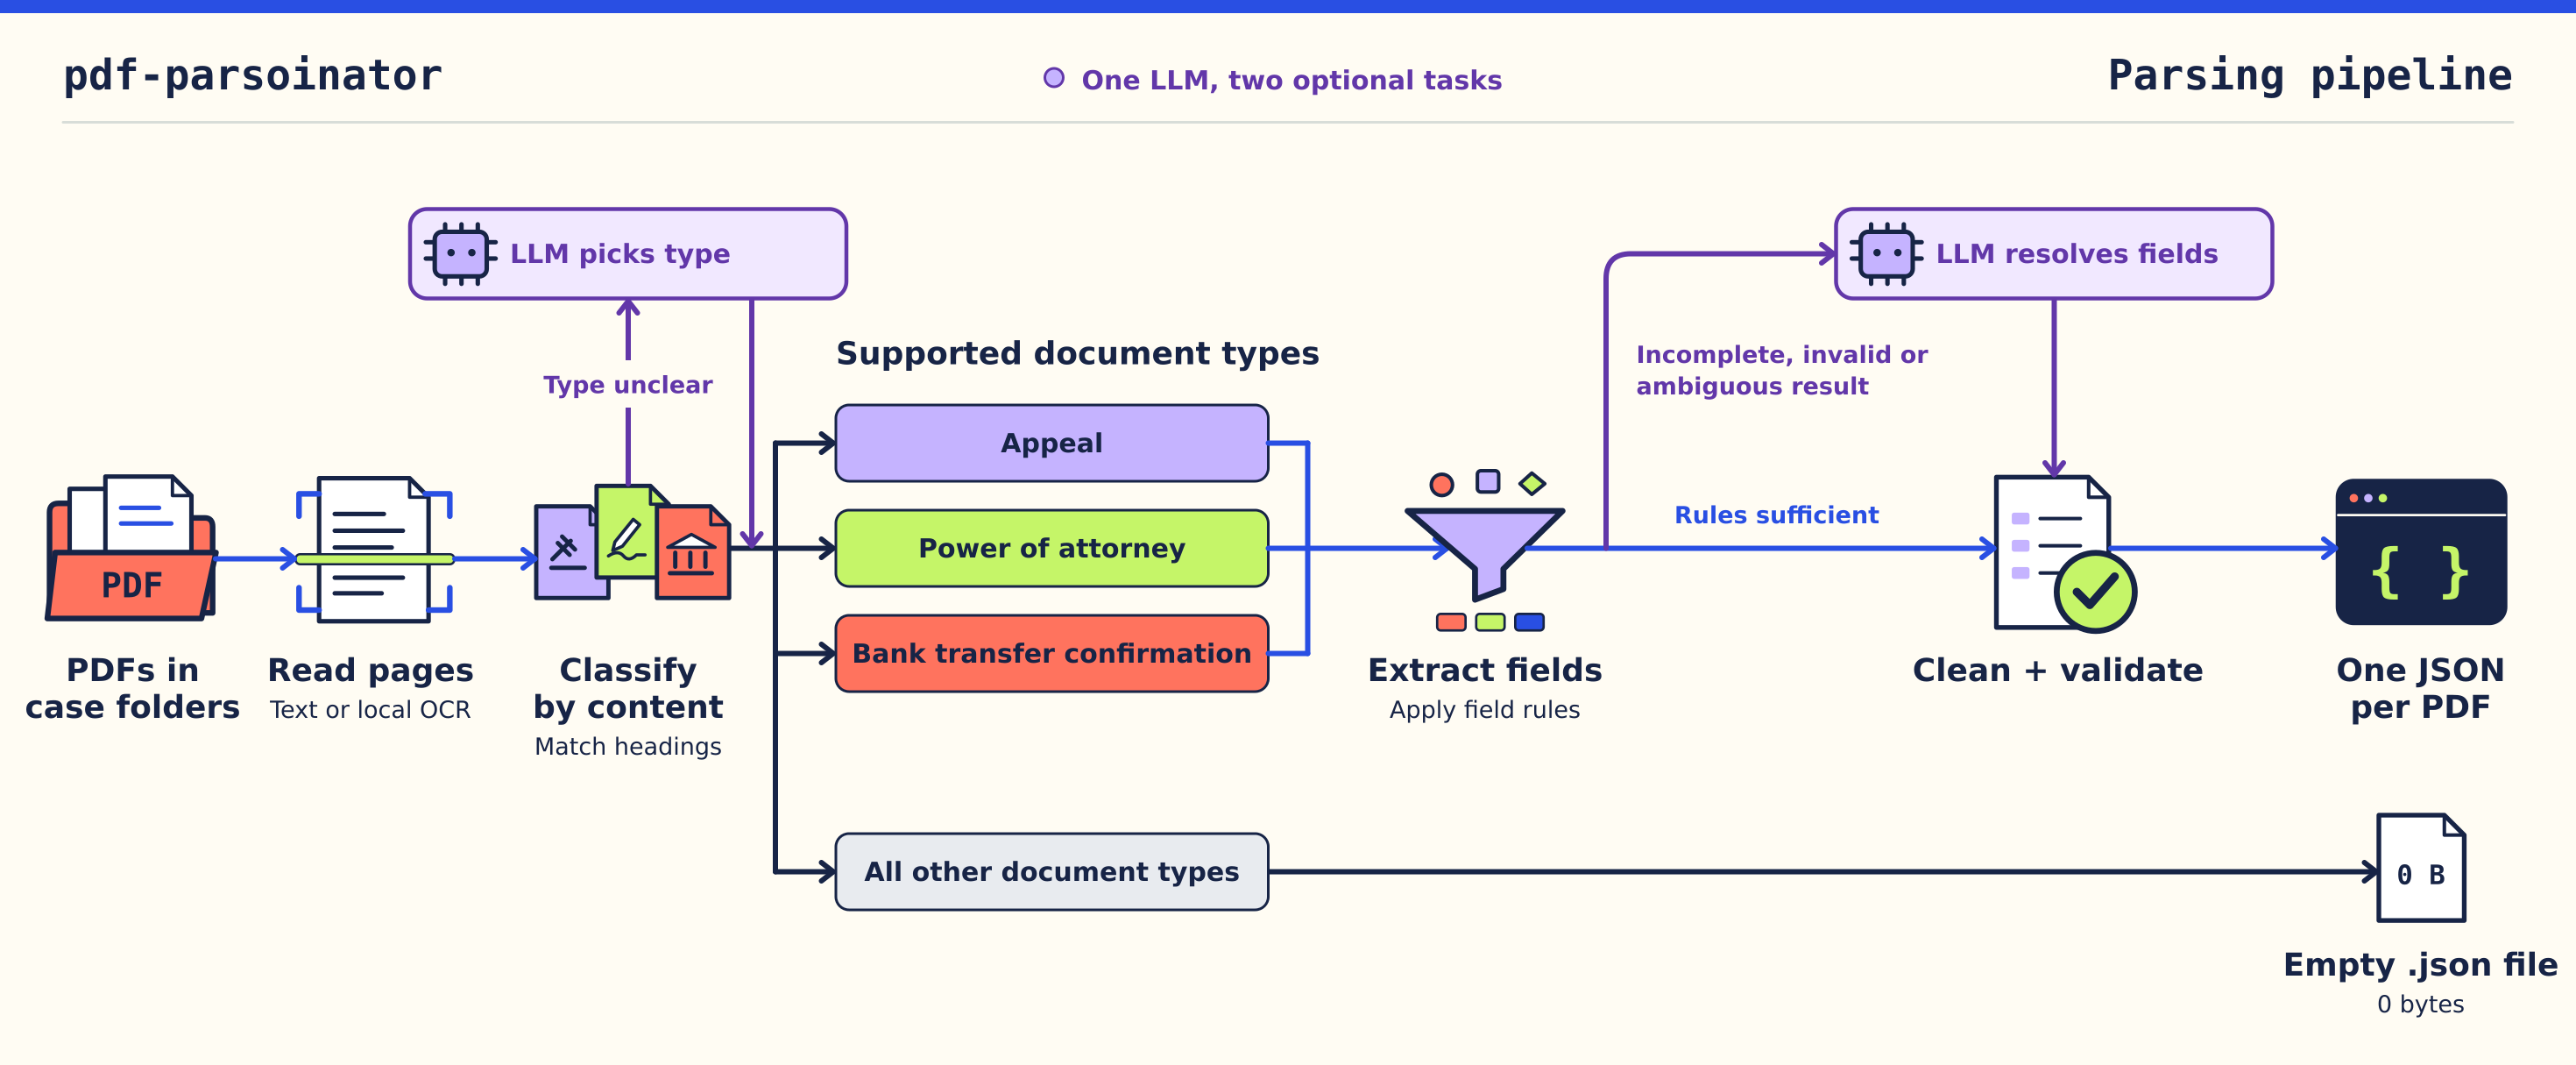 pdf-parsoinator
One LLM, two optional tasks
Parsing pipeline
LLM picks type
LLM resolves fields
Type unclear
Supported document types
Incomplete, invalid or
ambiguous result
Appeal
Power of attorney
Bank transfer confirmation
Rules sufficient
PDF
{ }
PDFs in
case folders
Read pages
Text or local OCR
Classify
by content
Match headings
Extract fields
Apply field rules
Clean + validate
One JSON
per PDF
All other document types
0 B
Empty .json file
0 bytes